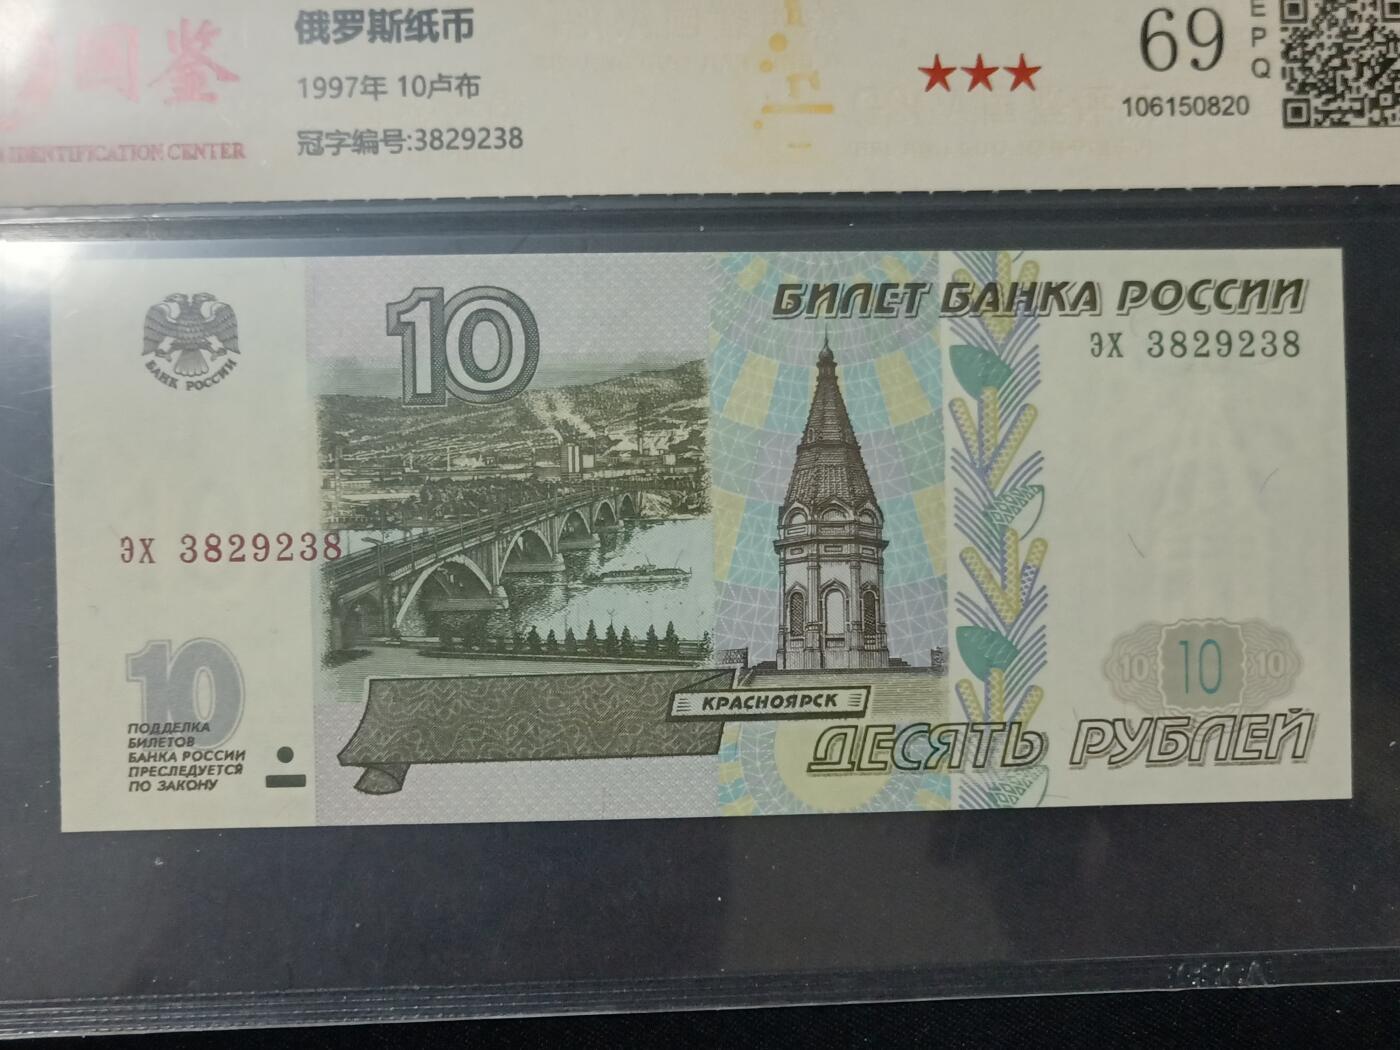 国鉴
IDENTIFICATION CENTER
俄罗斯纸币
1997年 10卢布
冠字编号:3829238
★★★
69
EPQ
106150820
10
БИЛЕТ БАНКА РОССИИ
ЭХ 3829238
БАНК РОССИИ
ЭХ 3829238
10
ПОДДЕЛКА
БИЛЕТОВ
БАНКА РОССИИ
ПРЕСЛЕДУЕТСЯ
ПО ЗАКОНУ
КРАСНОЯРСК
10 10 10
ДЕСЯТЬ РУБЛЕЙ